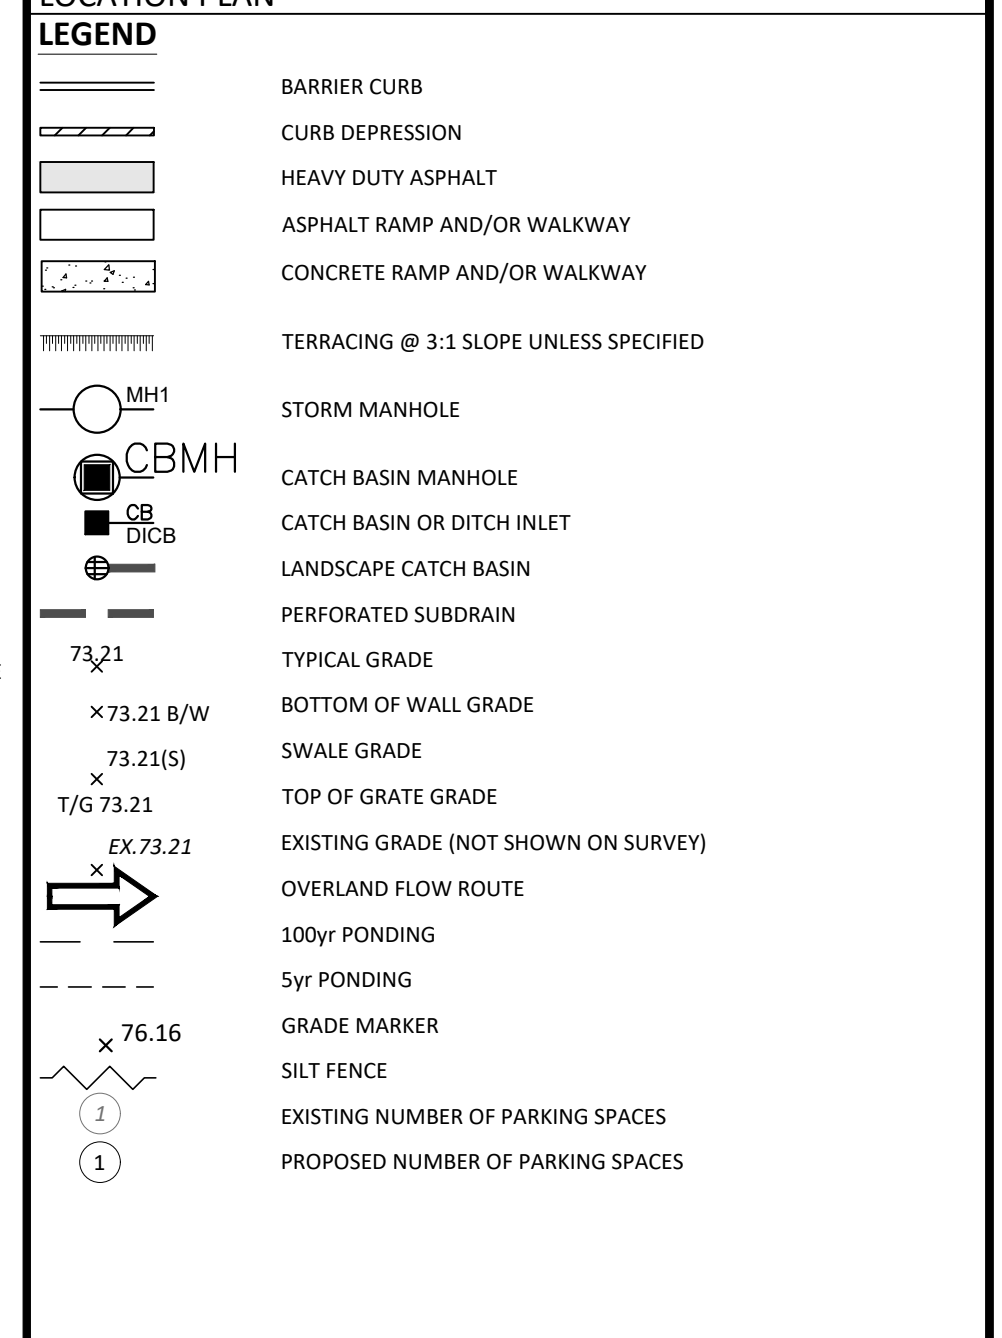 LOCATION PLAN
LEGEND
BARRIER CURB
CURB DEPRESSION
HEAVY DUTY ASPHALT
ASPHALT RAMP AND/OR WALKWAY
CONCRETE RAMP AND/OR WALKWAY
TERRACING @ 3:1 SLOPE UNLESS SPECIFIED
MH1 STORM MANHOLE
CBMH CATCH BASIN MANHOLE
CB
DICB CATCH BASIN OR DITCH INLET
LANDSCAPE CATCH BASIN
PERFORATED SUBDRAIN
73.21 TYPICAL GRADE
73.21 B/W BOTTOM OF WALL GRADE
73.21(S) SWALE GRADE
T/G 73.21 TOP OF GRATE GRADE
EX.73.21 EXISTING GRADE (NOT SHOWN ON SURVEY)
OVERLAND FLOW ROUTE
100yr PONDING
5yr PONDING
76.16 GRADE MARKER
SILT FENCE
1 EXISTING NUMBER OF PARKING SPACES
1 PROPOSED NUMBER OF PARKING SPACES